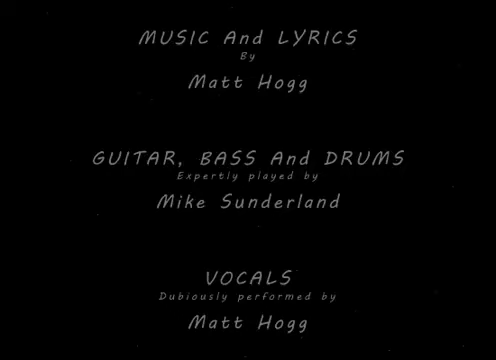 MUSIC And LYRICS
By
Matt Hogg
GUITAR, BASS And DRUMS
Expertly played by
Mike Sunderland
VOCALS
Dubiously performed by
Matt Hogg